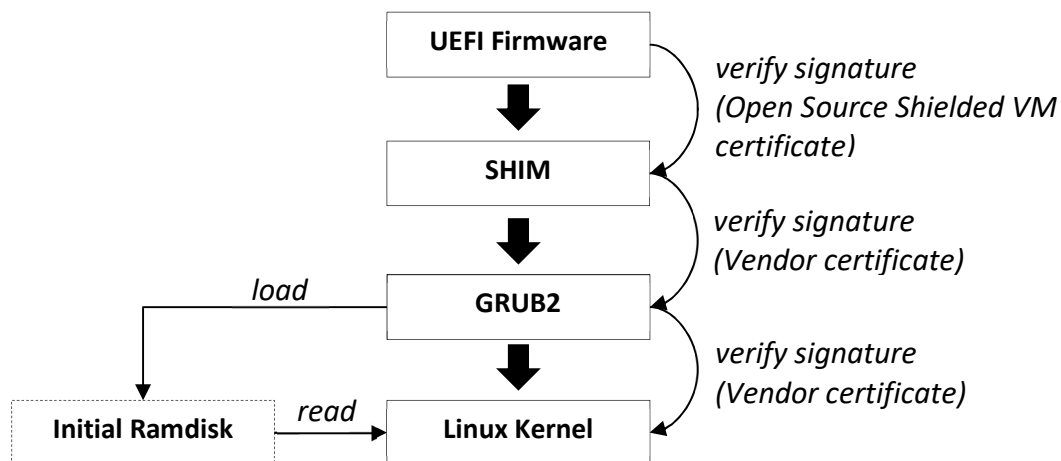 UEFI Firmware
verify signature
(Open Source Shielded VM
certificate)
SHIM
verify signature
(Vendor certificate)
load
GRUB2
verify signature
(Vendor certificate)
Initial Ramdisk
read
Linux Kernel